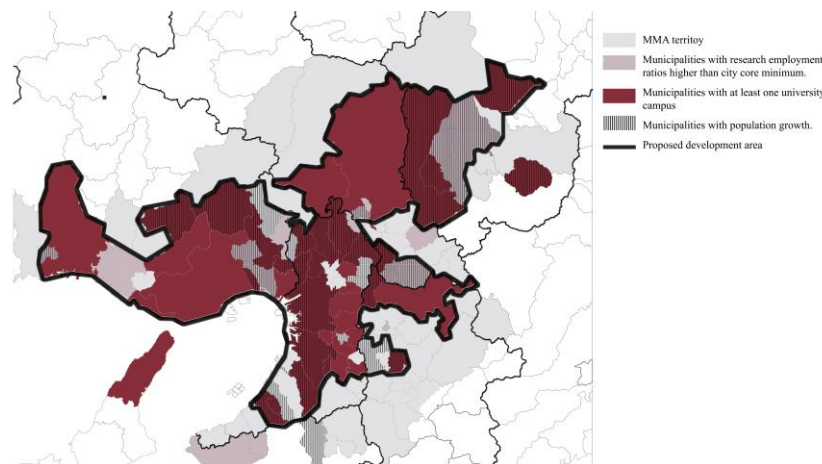 MMA territoy
Municipalities with research employment
ratios higher than city core minimum.
Municipalities with at least one university
campus
Municipalities with population growth.
Proposed development area